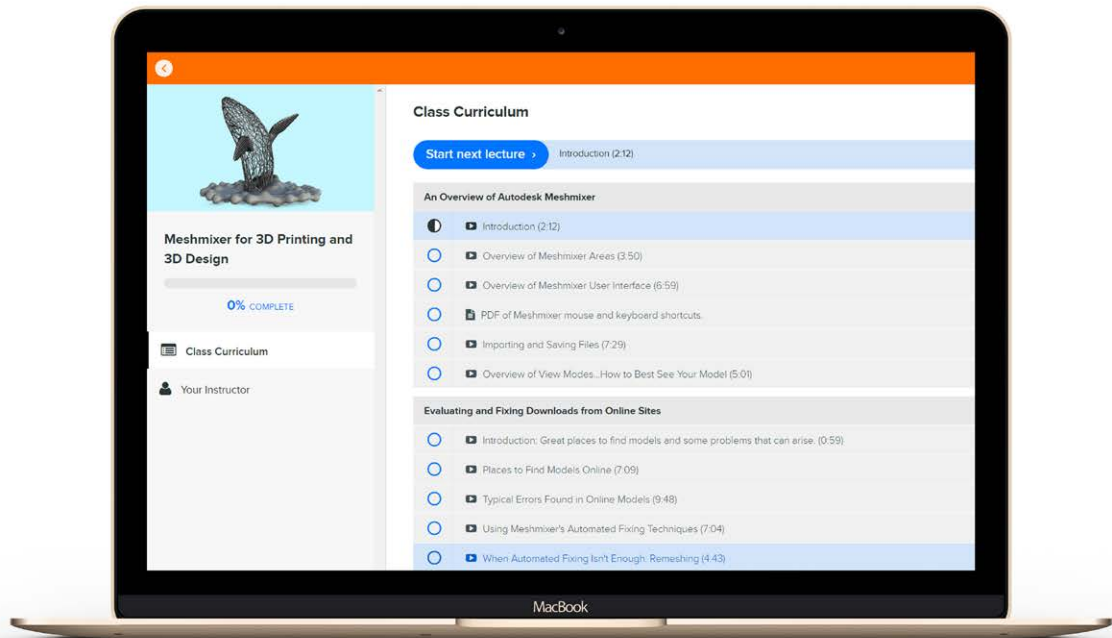 Class Curriculum
Start next lecture ›
Introduction (2:12)
An Overview of Autodesk Meshmixer
Introduction (2:12)
Overview of Meshmixer Areas (3:50)
Overview of Meshmixer User Interface (6:59)
PDF of Meshmixer mouse and keyboard shortcuts.
Importing and Saving Files (7:29)
Overview of View Modes...How to Best See Your Model (5:01)
Evaluating and Fixing Downloads from Online Sites
Introduction: Great places to find models and some problems that can arise. (0:59)
Places to Find Models Online (7:09)
Typical Errors Found in Online Models (9:48)
Using Meshmixer's Automated Fixing Techniques (7:04)
When Automated Fixing Isn't Enough: Remeshing (4:43)
Meshmixer for 3D Printing and
3D Design
0% COMPLETE
Class Curriculum
Your Instructor
MacBook